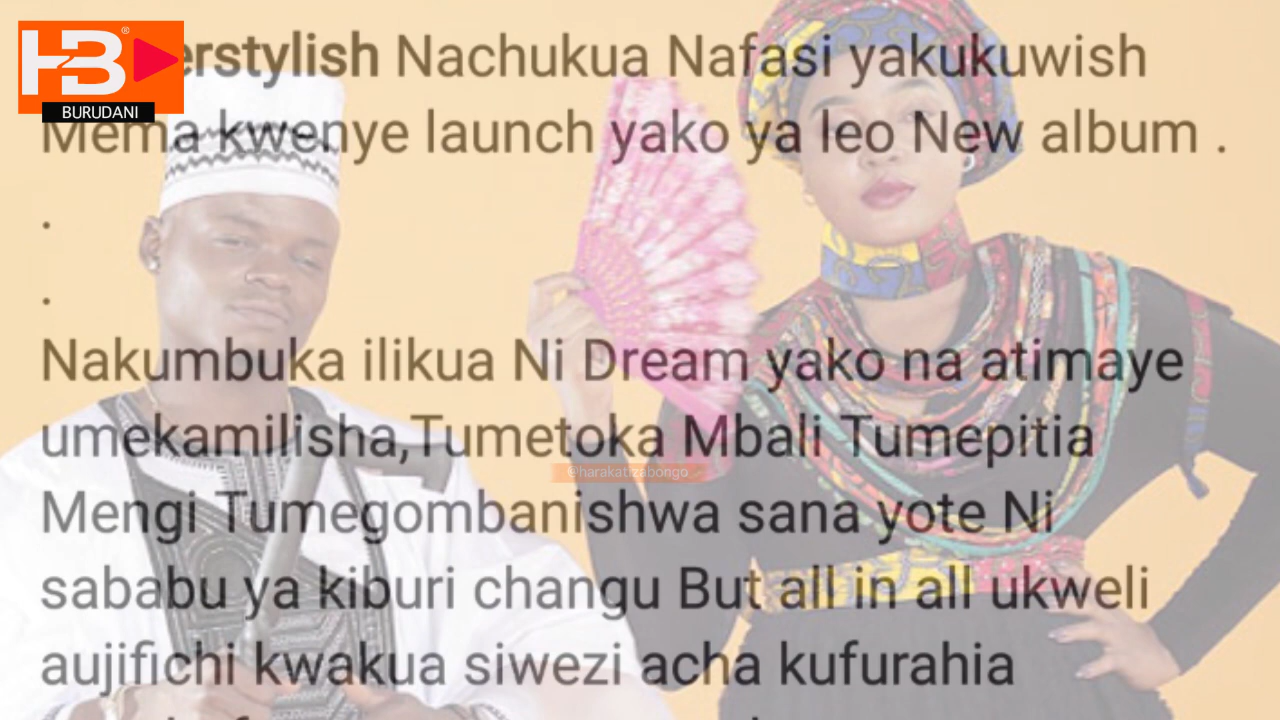 HB®
BURUDANI
erstylish Nachukua Nafasi yakukuwish
Mema kwenye launch yako ya leo New album .
.
.
Nakumbuka ilikua Ni Dream yako na atimaye
umekamilisha,Tumetoka Mbali Tumepitia
@harakatizabongo
Mengi Tumegombanishwa sana yote Ni
sababu ya kiburi changu But all in all ukweli
aujifichi kwakua siwezi acha kufurahia